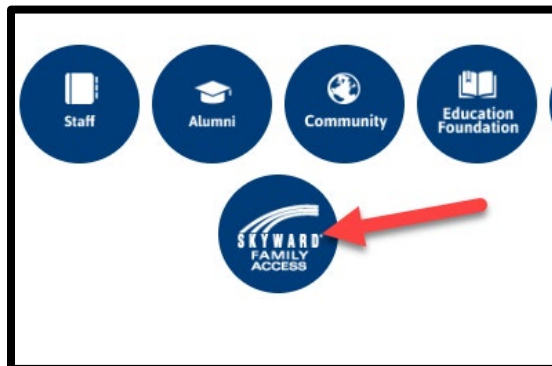 Staff
Alumni
Community
Education
Foundation
SKYWARD
FAMILY
ACCESS